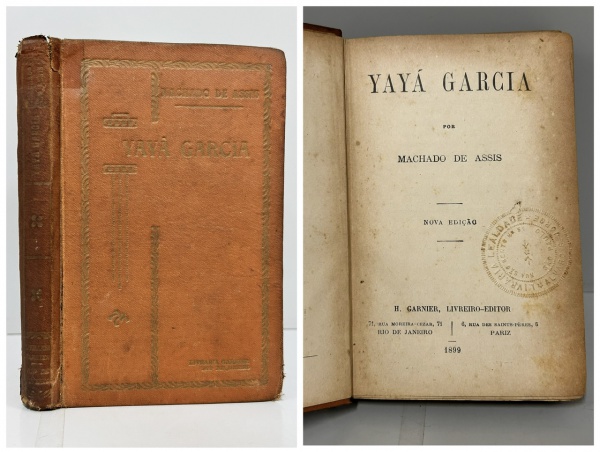 MACHADO DE ASSIS
YAYÁ GARCIA
YAYÁ GARCIA
POR
MACHADO DE ASSIS
NOVA EDIÇÃO
H. GARNIER, LIVREIRO-EDITOR
71, RUA MOREIRA-CEZAR, 71
RIO DE JANEIRO
6, RUA DES SAINTS-PÈRES, 6
PARIZ
1899